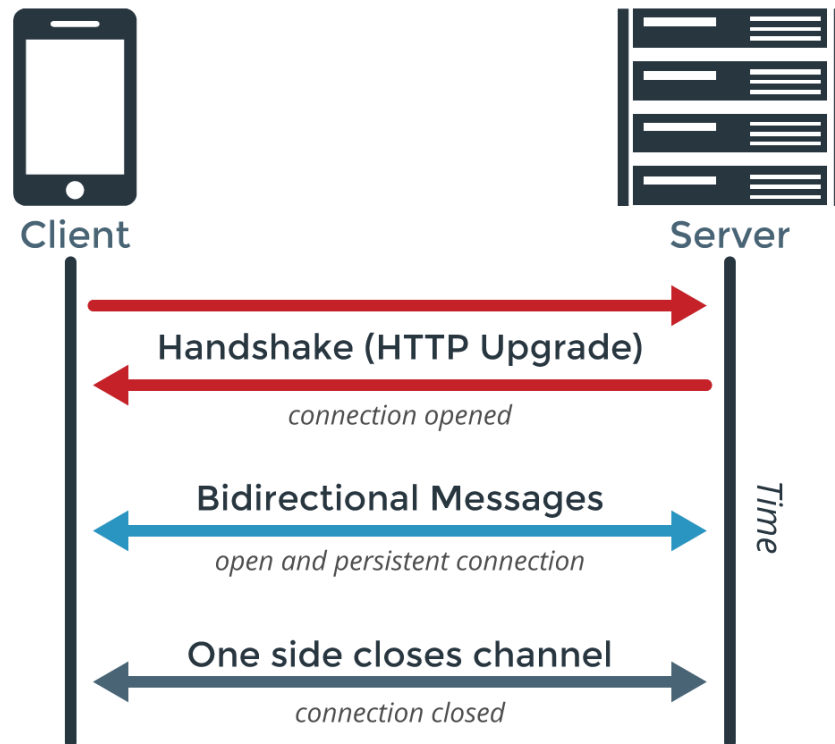 Client
Server
Handshake (HTTP Upgrade)
connection opened
Bidirectional Messages
open and persistent connection
Time
One side closes channel
connection closed